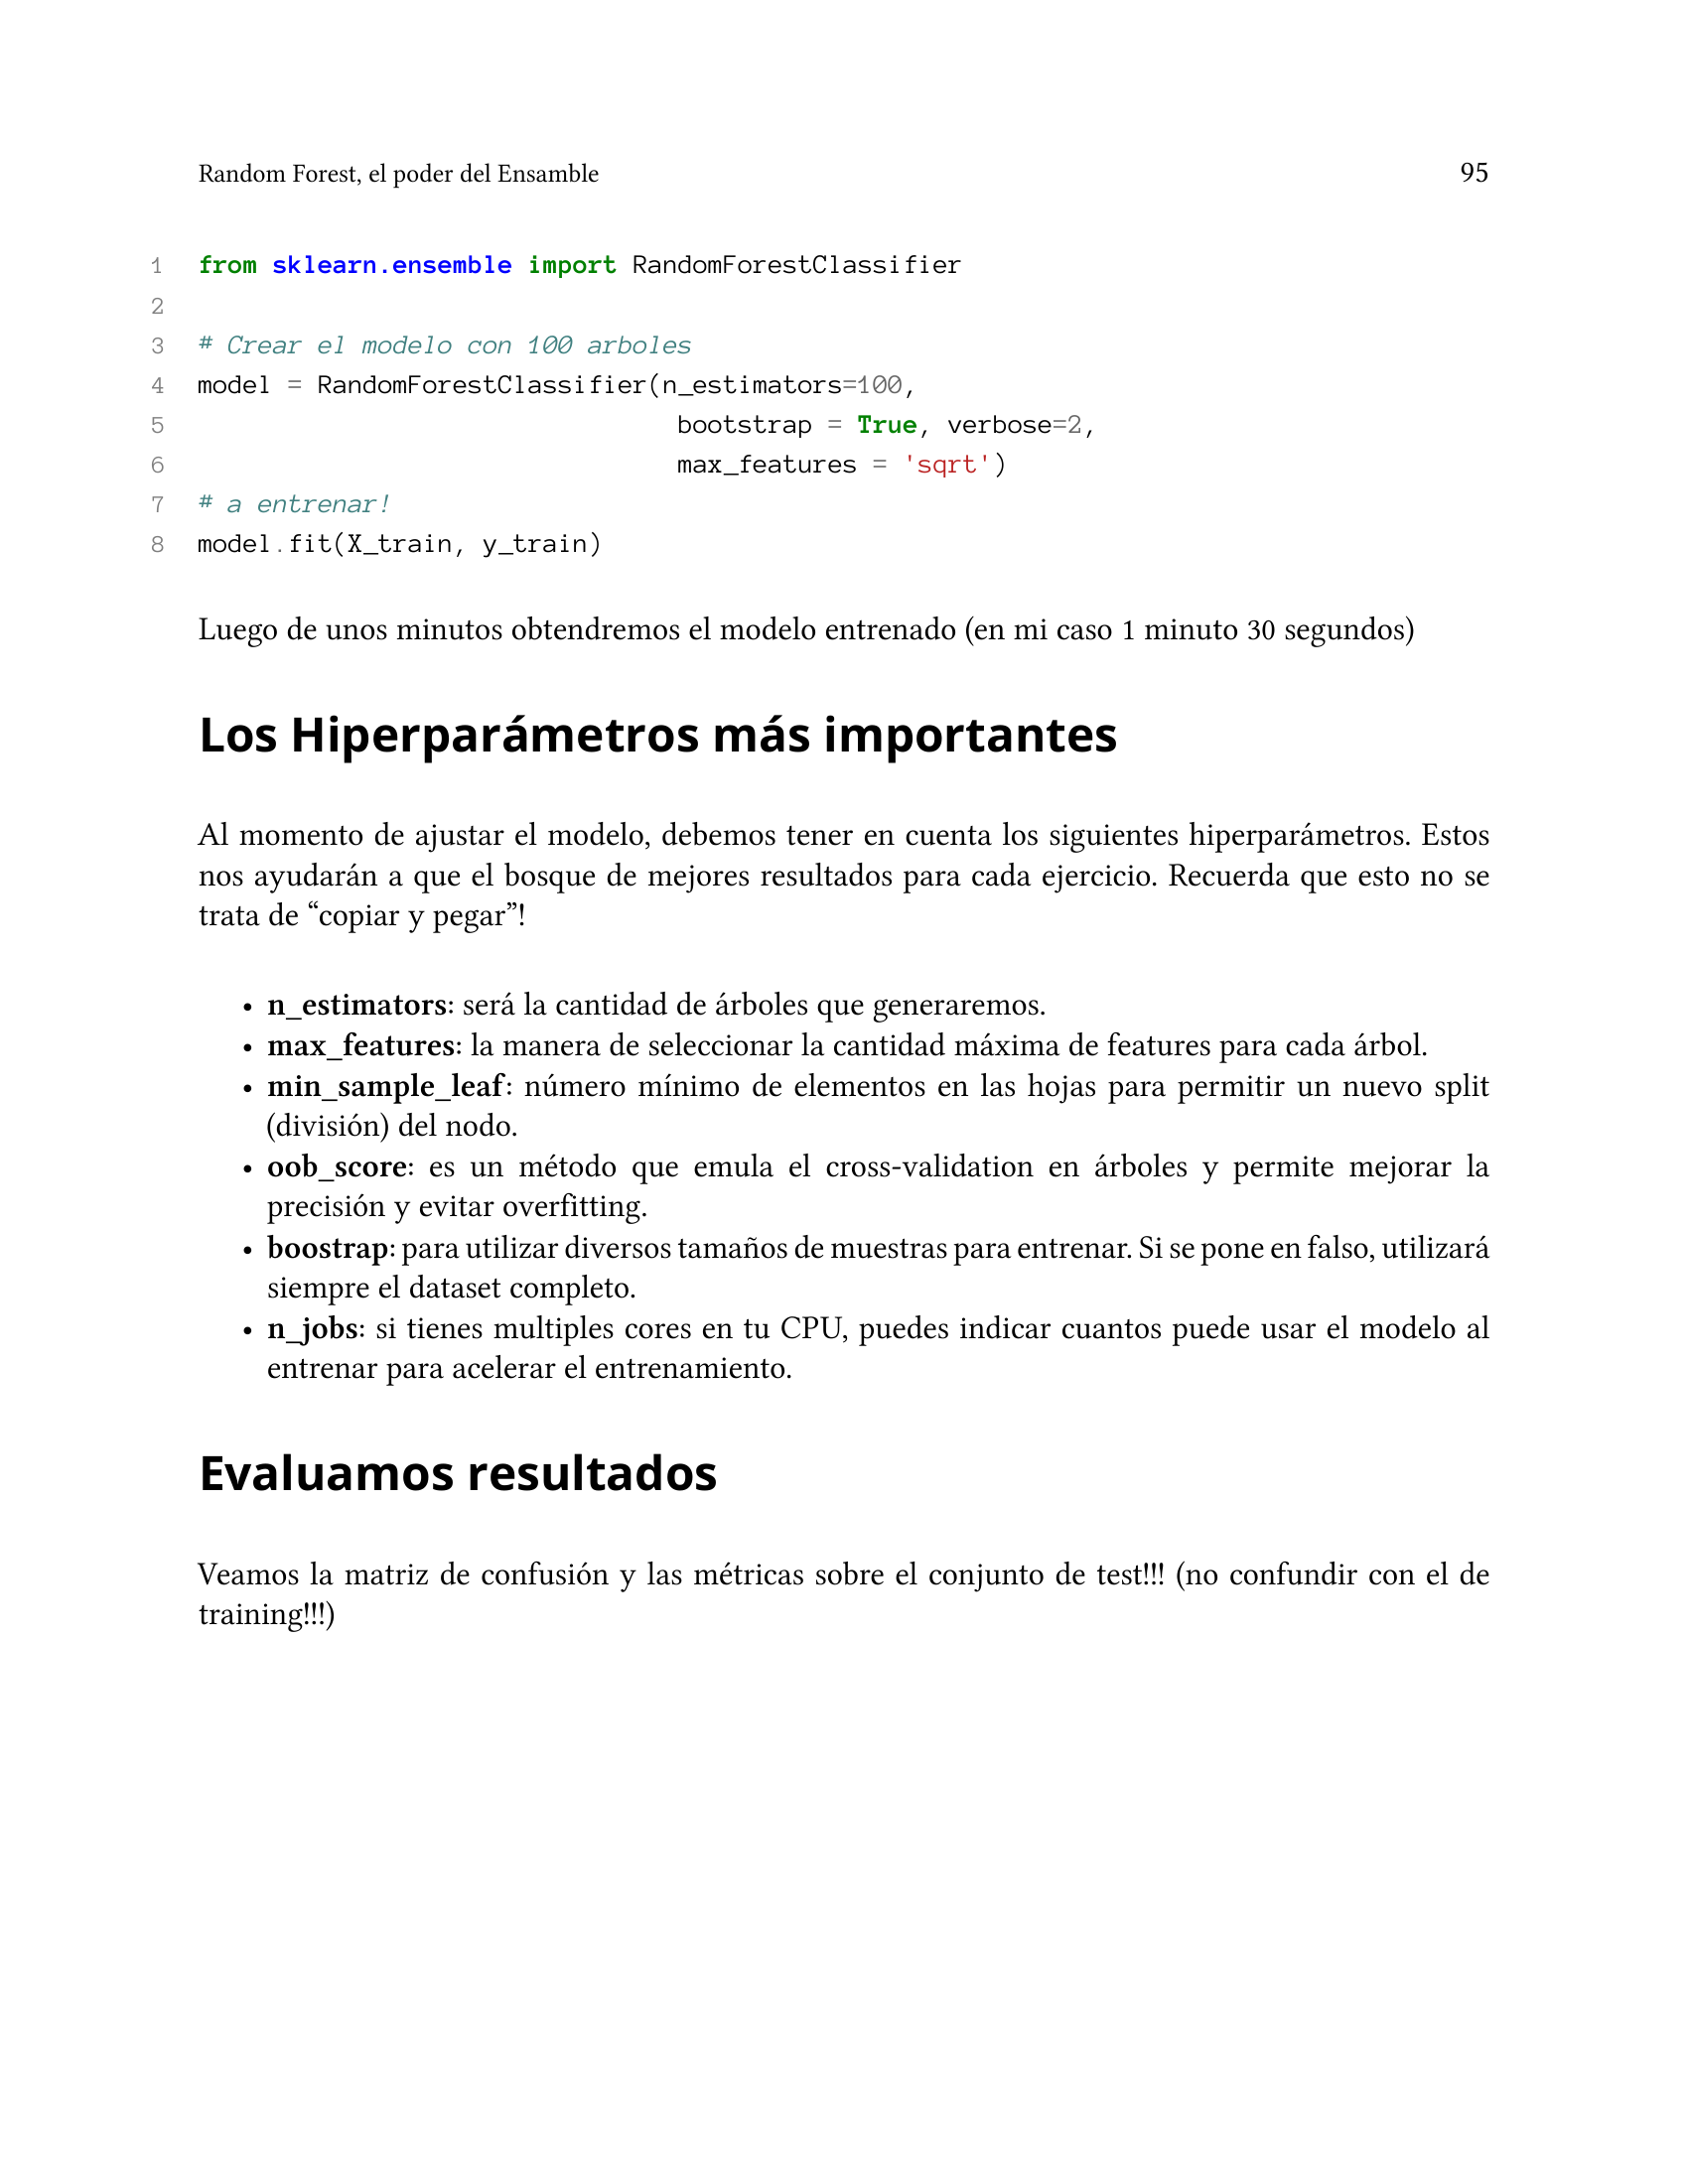 Random Forest, el poder del Ensamble 95
1 from sklearn.ensemble import RandomForestClassifier
2
3 # Crear el modelo con 100 arboles
4 model = RandomForestClassifier(n_estimators=100,
5 bootstrap = True, verbose=2,
6 max_features = 'sqrt')
7 # a entrenar!
8 model.fit(X_train, y_train)
Luego de unos minutos obtendremos el modelo entrenado (en mi caso 1 minuto 30 segundos)
Los Hiperparámetros más importantes
Al momento de ajustar el modelo, debemos tener en cuenta los siguientes hiperparámetros. Estos
nos ayudarán a que el bosque de mejores resultados para cada ejercicio. Recuerda que esto no se
trata de “copiar y pegar”!
• n_estimators: será la cantidad de árboles que generaremos.
• max_features: la manera de seleccionar la cantidad máxima de features para cada árbol.
• min_sample_leaf: número mínimo de elementos en las hojas para permitir un nuevo split
(división) del nodo.
• oob_score: es un método que emula el cross-validation en árboles y permite mejorar la
precisión y evitar overfitting.
• boostrap: para utilizar diversos tamaños de muestras para entrenar. Si se pone en falso, utilizará
siempre el dataset completo.
• n_jobs: si tienes multiples cores en tu CPU, puedes indicar cuantos puede usar el modelo al
entrenar para acelerar el entrenamiento.
Evaluamos resultados
Veamos la matriz de confusión y las métricas sobre el conjunto de test!!! (no confundir con el de
training!!!)